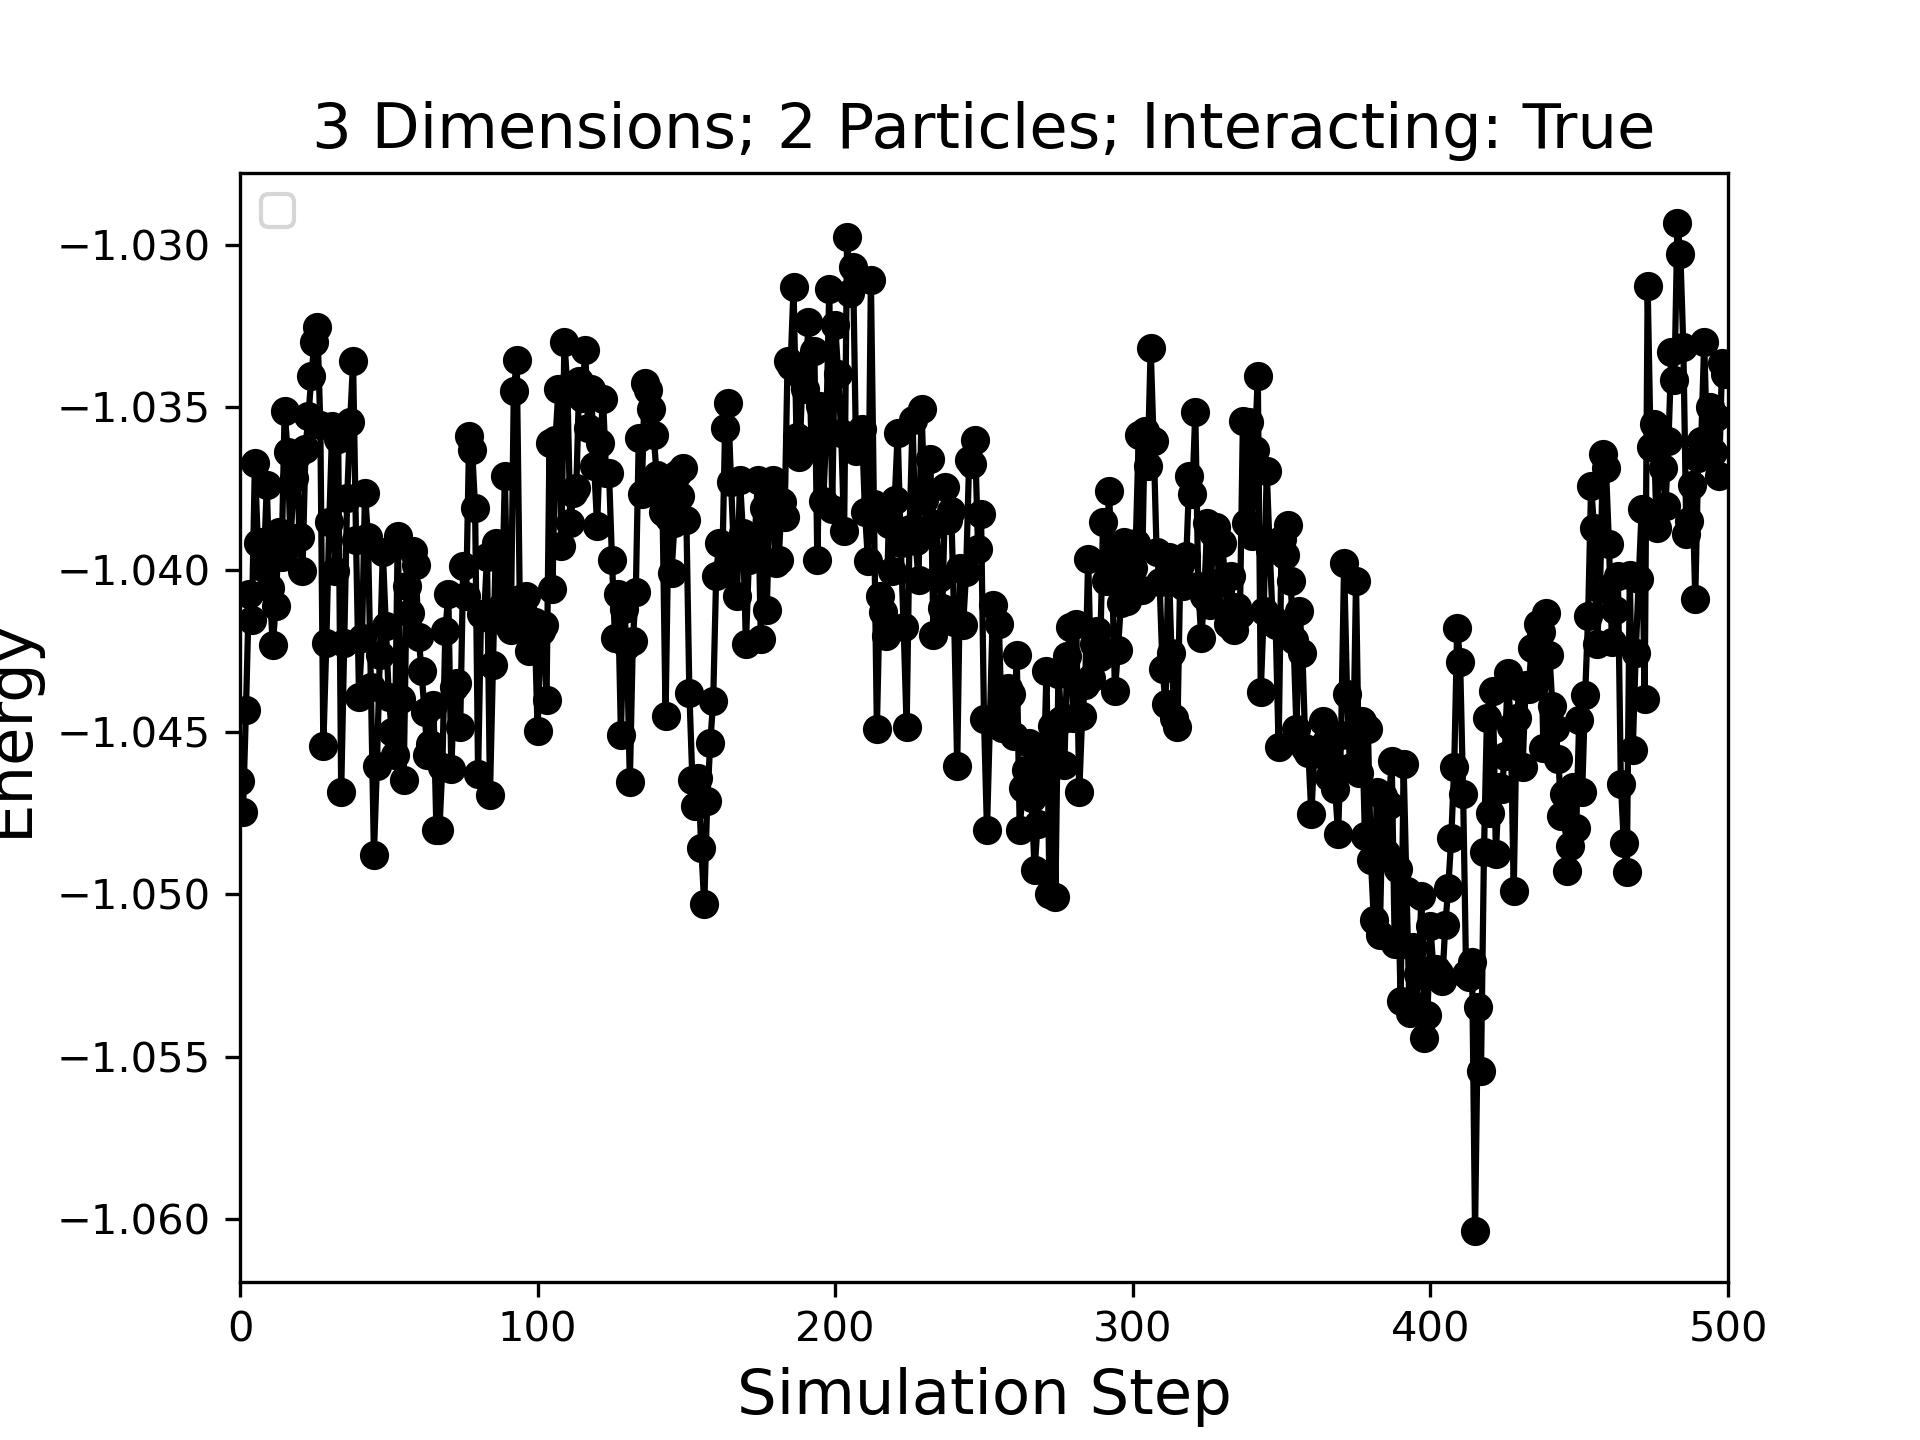 3 Dimensions; 2 Particles; Interacting: True
−1.030
−1.035
−1.040
−1.045
−1.050
−1.055
−1.060
Energy
0 100 200 300 400 500
Simulation Step